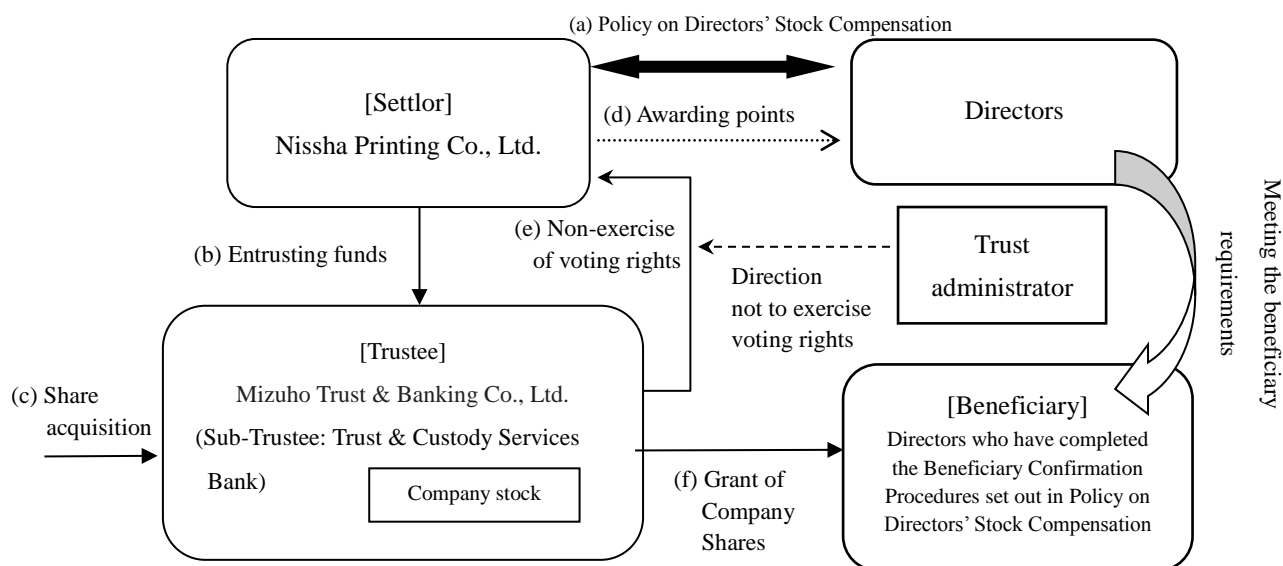 (a) Policy on Directors’ Stock Compensation
[Settlor]
Nissha Printing Co., Ltd.
(d) Awarding points
Directors
(b) Entrusting funds
(e) Non-exercise
of voting rights
Direction
not to exercise
voting rights
Trust
administrator
Meeting the beneficiary
requirements
(c) Share
acquisition
[Trustee]
Mizuho Trust & Banking Co., Ltd.
(Sub-Trustee: Trust & Custody Services
Bank)
Company stock
(f) Grant of
Company
Shares
[Beneficiary]
Directors who have completed
the Beneficiary Confirmation
Procedures set out in Policy on
Directors’ Stock Compensation